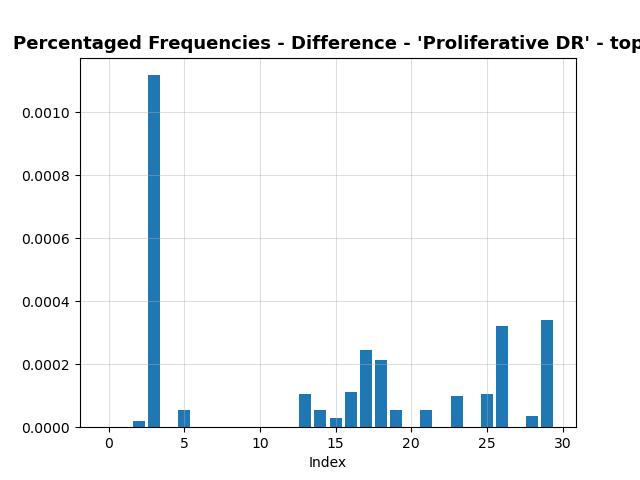 Percentaged Frequencies - Difference - 'Proliferative DR' - top
0.0010
0.0008
0.0006
0.0004
0.0002
0.0000
0 5 10 15 20 25 30
Index